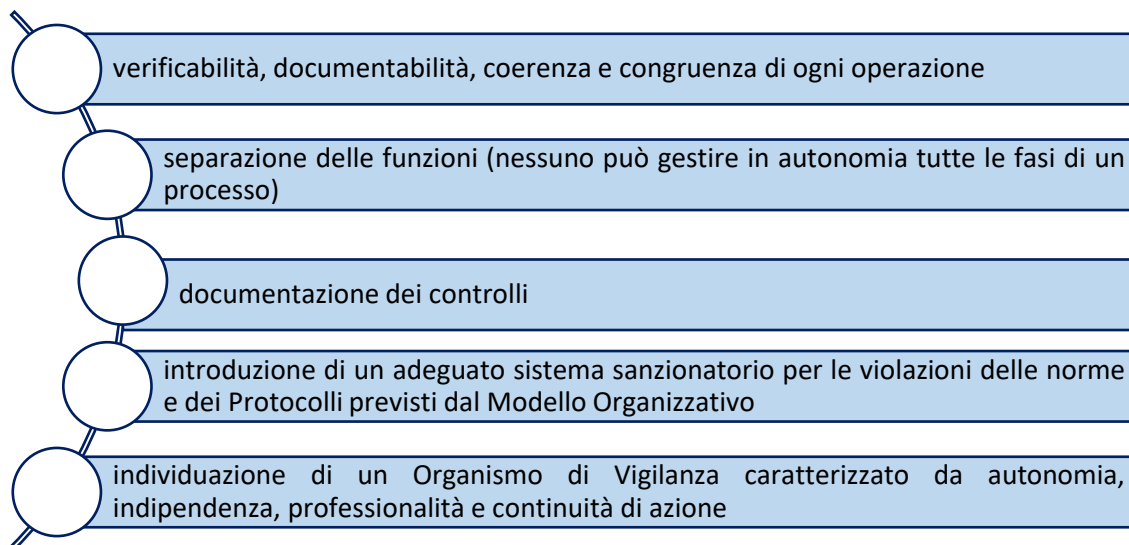 verificabilità, documentabilità, coerenza e congruenza di ogni operazione
separazione delle funzioni (nessuno può gestire in autonomia tutte le fasi di un
processo)
documentazione dei controlli
introduzione di un adeguato sistema sanzionatorio per le violazioni delle norme
e dei Protocolli previsti dal Modello Organizzativo
individuazione di un Organismo di Vigilanza caratterizzato da autonomia,
indipendenza, professionalità e continuità di azione